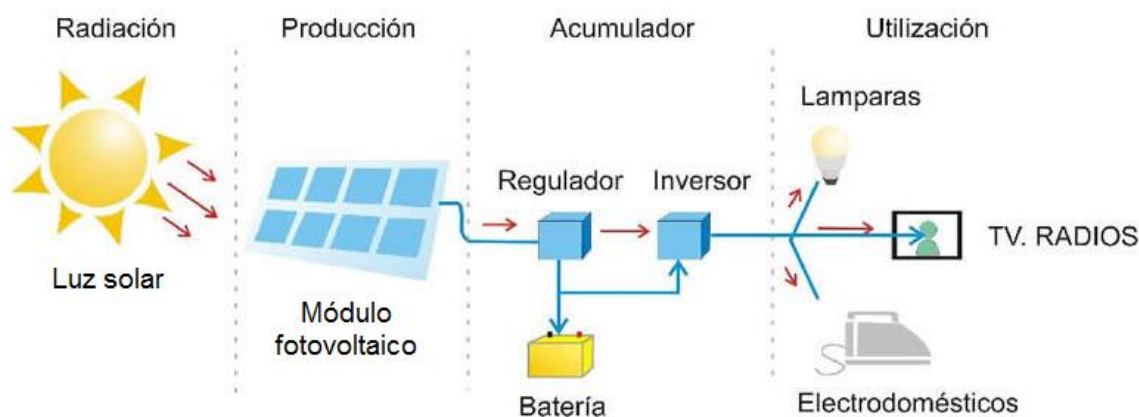 Radiación
Producción
Acumulador
Utilización
Lamparas
Regulador
Inversor
TV. RADIOS
Luz solar
Módulo
fotovoltaico
Batería
Electrodomésticos